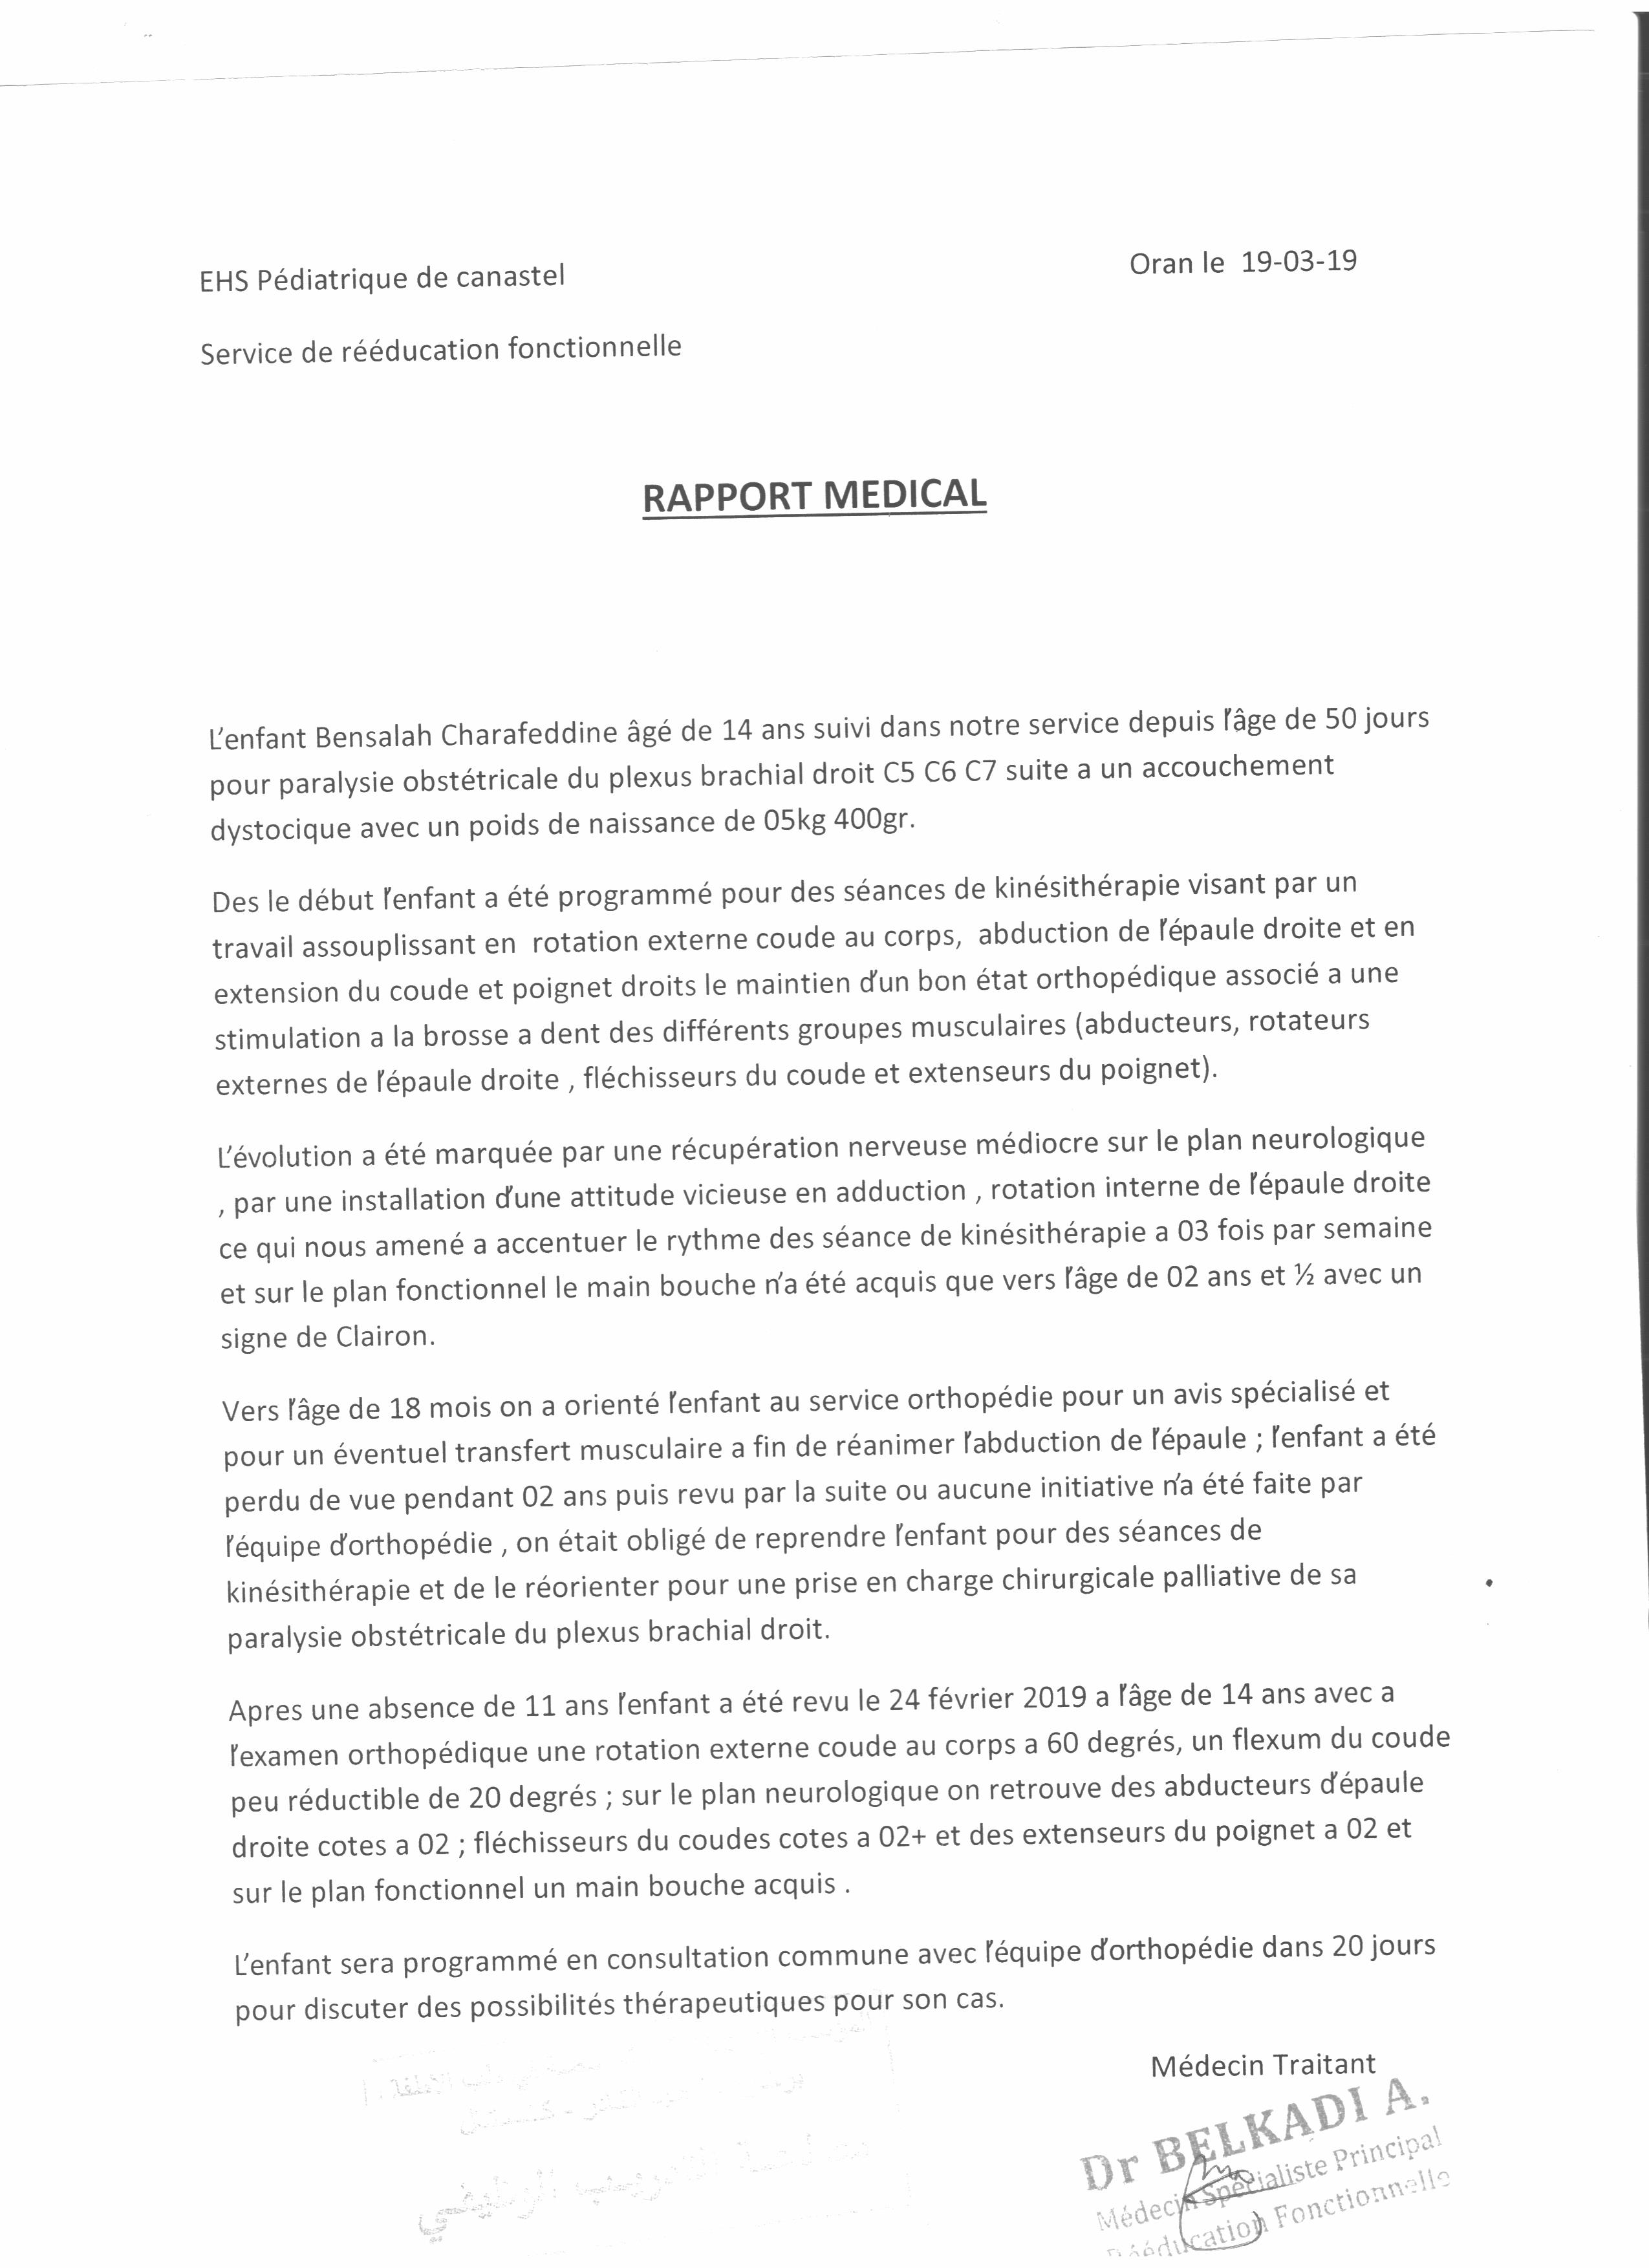 EHS Pédiatrique de canastel
Oran le 19-03-19
Service de rééducation fonctionnelle
RAPPORT MEDICAL
L'enfant Bensalah Charafeddine âgé de 14 ans suivi dans notre service depuis l'âge de 50 jours
pour paralysie obstétricale du plexus brachial droit C5 C6 C7 suite a un accouchement
dystocique avec un poids de naissance de 05kg 400gr.
Des le début l'enfant a été programmé pour des séances de kinésithérapie visant par un
travail assouplissant en rotation externe coude au corps, abduction de l'épaule droite et en
extension du coude et poignet droits le maintien d'un bon état orthopédique associé a une
stimulation a la brosse a dent des différents groupes musculaires (abducteurs, rotateurs
externes de l'épaule droite , fléchisseurs du coude et extenseurs du poignet).
L'évolution a été marquée par une récupération nerveuse médiocre sur le plan neurologique
, par une installation d'une attitude vicieuse en adduction , rotation interne de l'épaule droite
ce qui nous amené a accentuer le rythme des séance de kinésithérapie a 03 fois par semaine
et sur le plan fonctionnel le main bouche n'a été acquis que vers l'âge de 02 ans et ½ avec un
signe de Clairon.
Vers l'âge de 18 mois on a orienté l'enfant au service orthopédie pour un avis spécialisé et
pour un éventuel transfert musculaire a fin de réanimer l'abduction de l'épaule ; l'enfant a été
perdu de vue pendant 02 ans puis revu par la suite ou aucune initiative n'a été faite par
l'équipe d'orthopédie , on était obligé de reprendre l'enfant pour des séances de
kinésithérapie et de le réorienter pour une prise en charge chirurgicale palliative de sa
paralysie obstétricale du plexus brachial droit.
Apres une absence de 11 ans l'enfant a été revu le 24 février 2019 a l'âge de 14 ans avec a
l'examen orthopédique une rotation externe coude au corps a 60 degrés, un flexum du coude
peu réductible de 20 degrés ; sur le plan neurologique on retrouve des abducteurs d'épaule
droite cotes a 02 ; fléchisseurs du coudes cotes a 02+ et des extenseurs du poignet a 02 et
sur le plan fonctionnel un main bouche acquis .
L'enfant sera programmé en consultation commune avec l'équipe d'orthopédie dans 20 jours
pour discuter des possibilités thérapeutiques pour son cas.
Médecin Traitant
Dr BELKADI A.
Médecin Spécialiste Principal
Rééducation Fonctionnelle